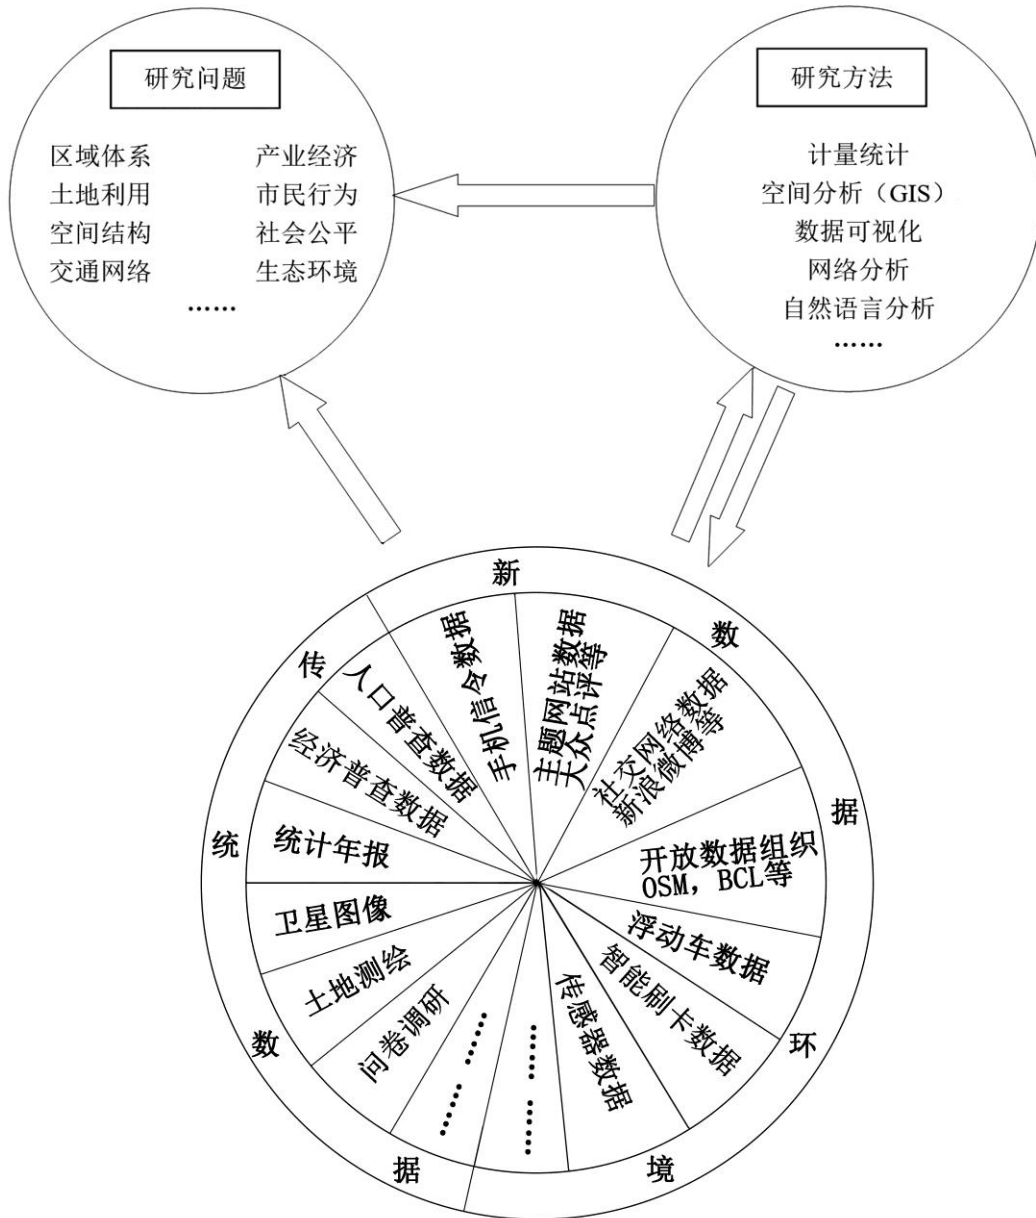 研究问题
区域体系 产业经济
土地利用 市民行为
空间结构 社会公平
交通网络 生态环境
……
研究方法
计量统计
空间分析（GIS）
数据可视化
网络分析
自然语言分析
……
新数据环境
手机信令数据
主题网站数据
大众点评等
社交网络数据
新浪微博等
开放数据组织
OSM，BCL等
浮动车数据
智能刷卡数据
传感器数据
……
……
传统数据
人口普查数据
经济普查数据
统计年报
卫星图像
土地测绘
问卷调研
……
……